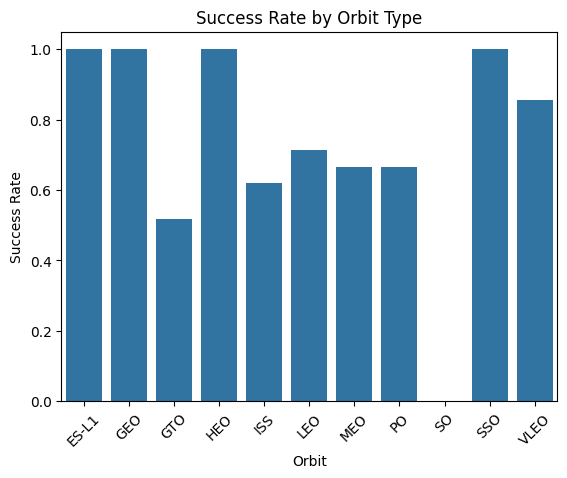 Success Rate by Orbit Type
Success Rate
1.0
0.8
0.6
0.4
0.2
0.0
ES-L1
GEO
GTO
HEO
ISS
LEO
MEO
PO
SO
SSO
VLEO
Orbit